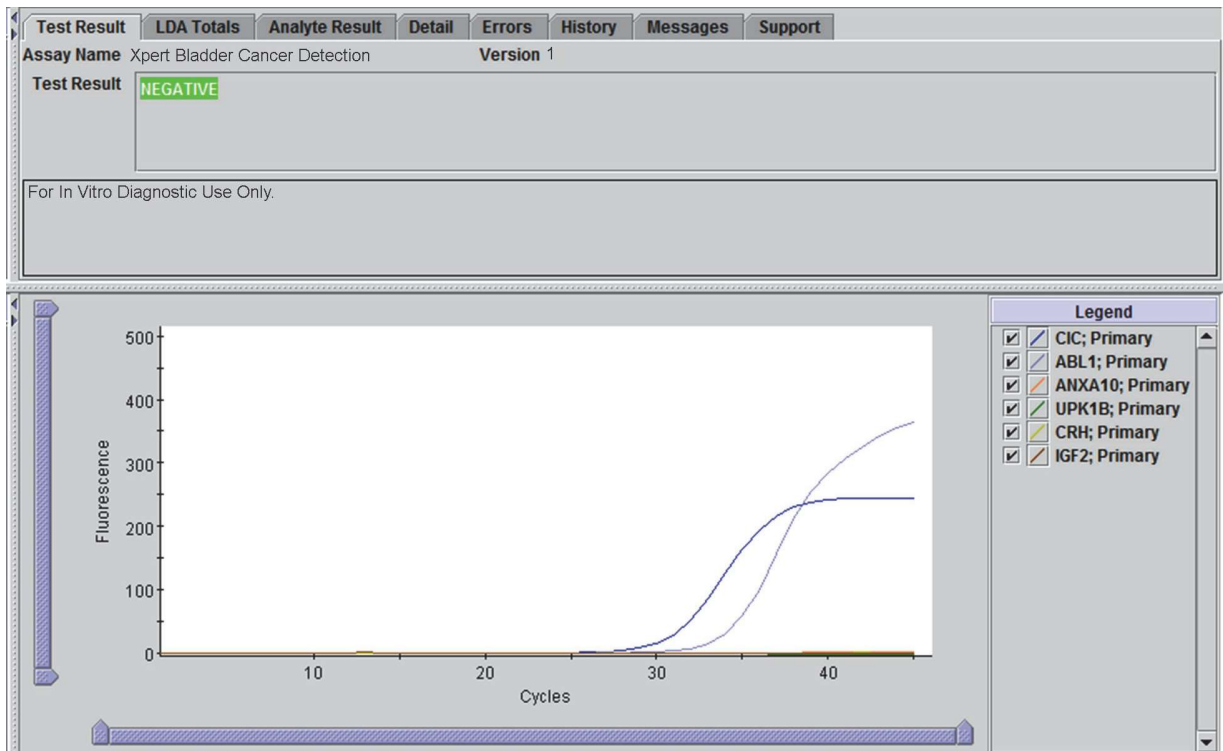 Test Result LDA Totals Analyte Result Detail Errors History Messages Support
Assay Name Xpert Bladder Cancer Detection Version 1
Test Result NEGATIVE
For In Vitro Diagnostic Use Only.
500
400
300
200
100
0
Fluorescence
10 20 30 40
Cycles
Legend
CIC; Primary
ABL1; Primary
ANXA10; Primary
UPK1B; Primary
CRH; Primary
IGF2; Primary